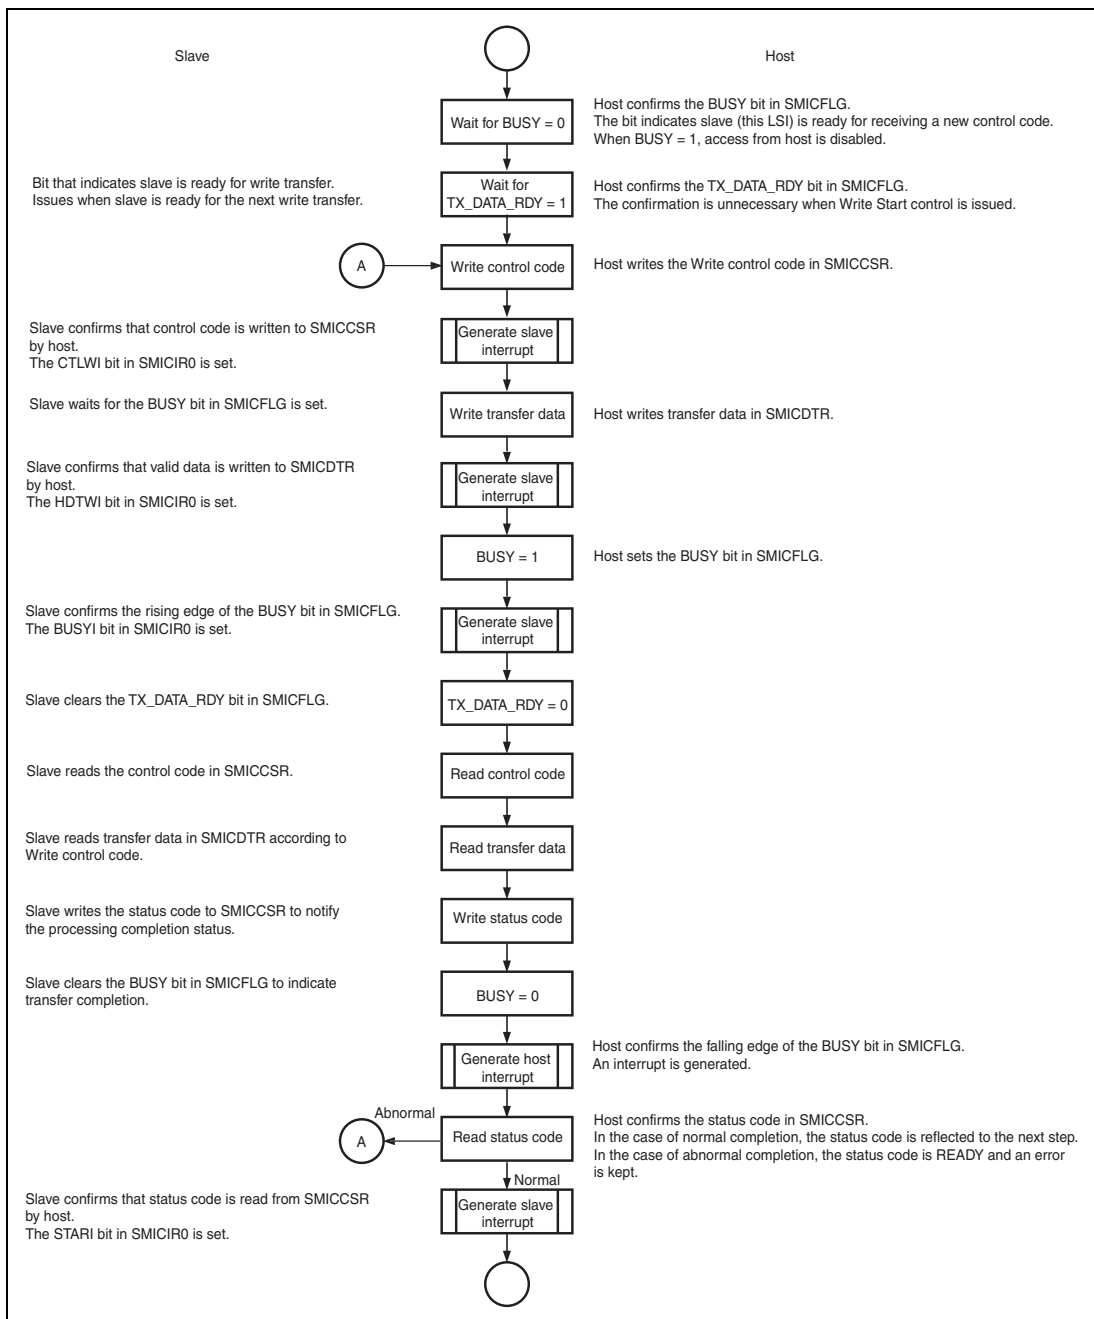 Slave
Host
Wait for BUSY = 0
Host confirms the BUSY bit in SMICFLG.
The bit indicates slave (this LSI) is ready for receiving a new control code.
When BUSY = 1, access from host is disabled.
Bit that indicates slave is ready for write transfer.
Issues when slave is ready for the next write transfer.
Wait for
TX_DATA_RDY = 1
Host confirms the TX_DATA_RDY bit in SMICFLG.
The confirmation is unnecessary when Write Start control is issued.
A
Write control code
Host writes the Write control code in SMICCSR.
Slave confirms that control code is written to SMICCSR
by host.
The CTLWI bit in SMICIR0 is set.
Generate slave
interrupt
Slave waits for the BUSY bit in SMICFLG is set.
Write transfer data
Host writes transfer data in SMICDTR.
Slave confirms that valid data is written to SMICDTR
by host.
The HDTWI bit in SMICIR0 is set.
Generate slave
interrupt
BUSY = 1
Host sets the BUSY bit in SMICFLG.
Slave confirms the rising edge of the BUSY bit in SMICFLG.
The BUSYI bit in SMICIR0 is set.
Generate slave
interrupt
Slave clears the TX_DATA_RDY bit in SMICFLG.
TX_DATA_RDY = 0
Slave reads the control code in SMICCSR.
Read control code
Slave reads transfer data in SMICDTR according to
Write control code.
Read transfer data
Slave writes the status code to SMICCSR to notify
the processing completion status.
Write status code
Slave clears the BUSY bit in SMICFLG to indicate
transfer completion.
BUSY = 0
Generate host
interrupt
Host confirms the falling edge of the BUSY bit in SMICFLG.
An interrupt is generated.
Abnormal
A
Read status code
Host confirms the status code in SMICCSR.
In the case of normal completion, the status code is reflected to the next step.
In the case of abnormal completion, the status code is READY and an error
is kept.
Normal
Slave confirms that status code is read from SMICCSR
by host.
The STARI bit in SMICIR0 is set.
Generate slave
interrupt